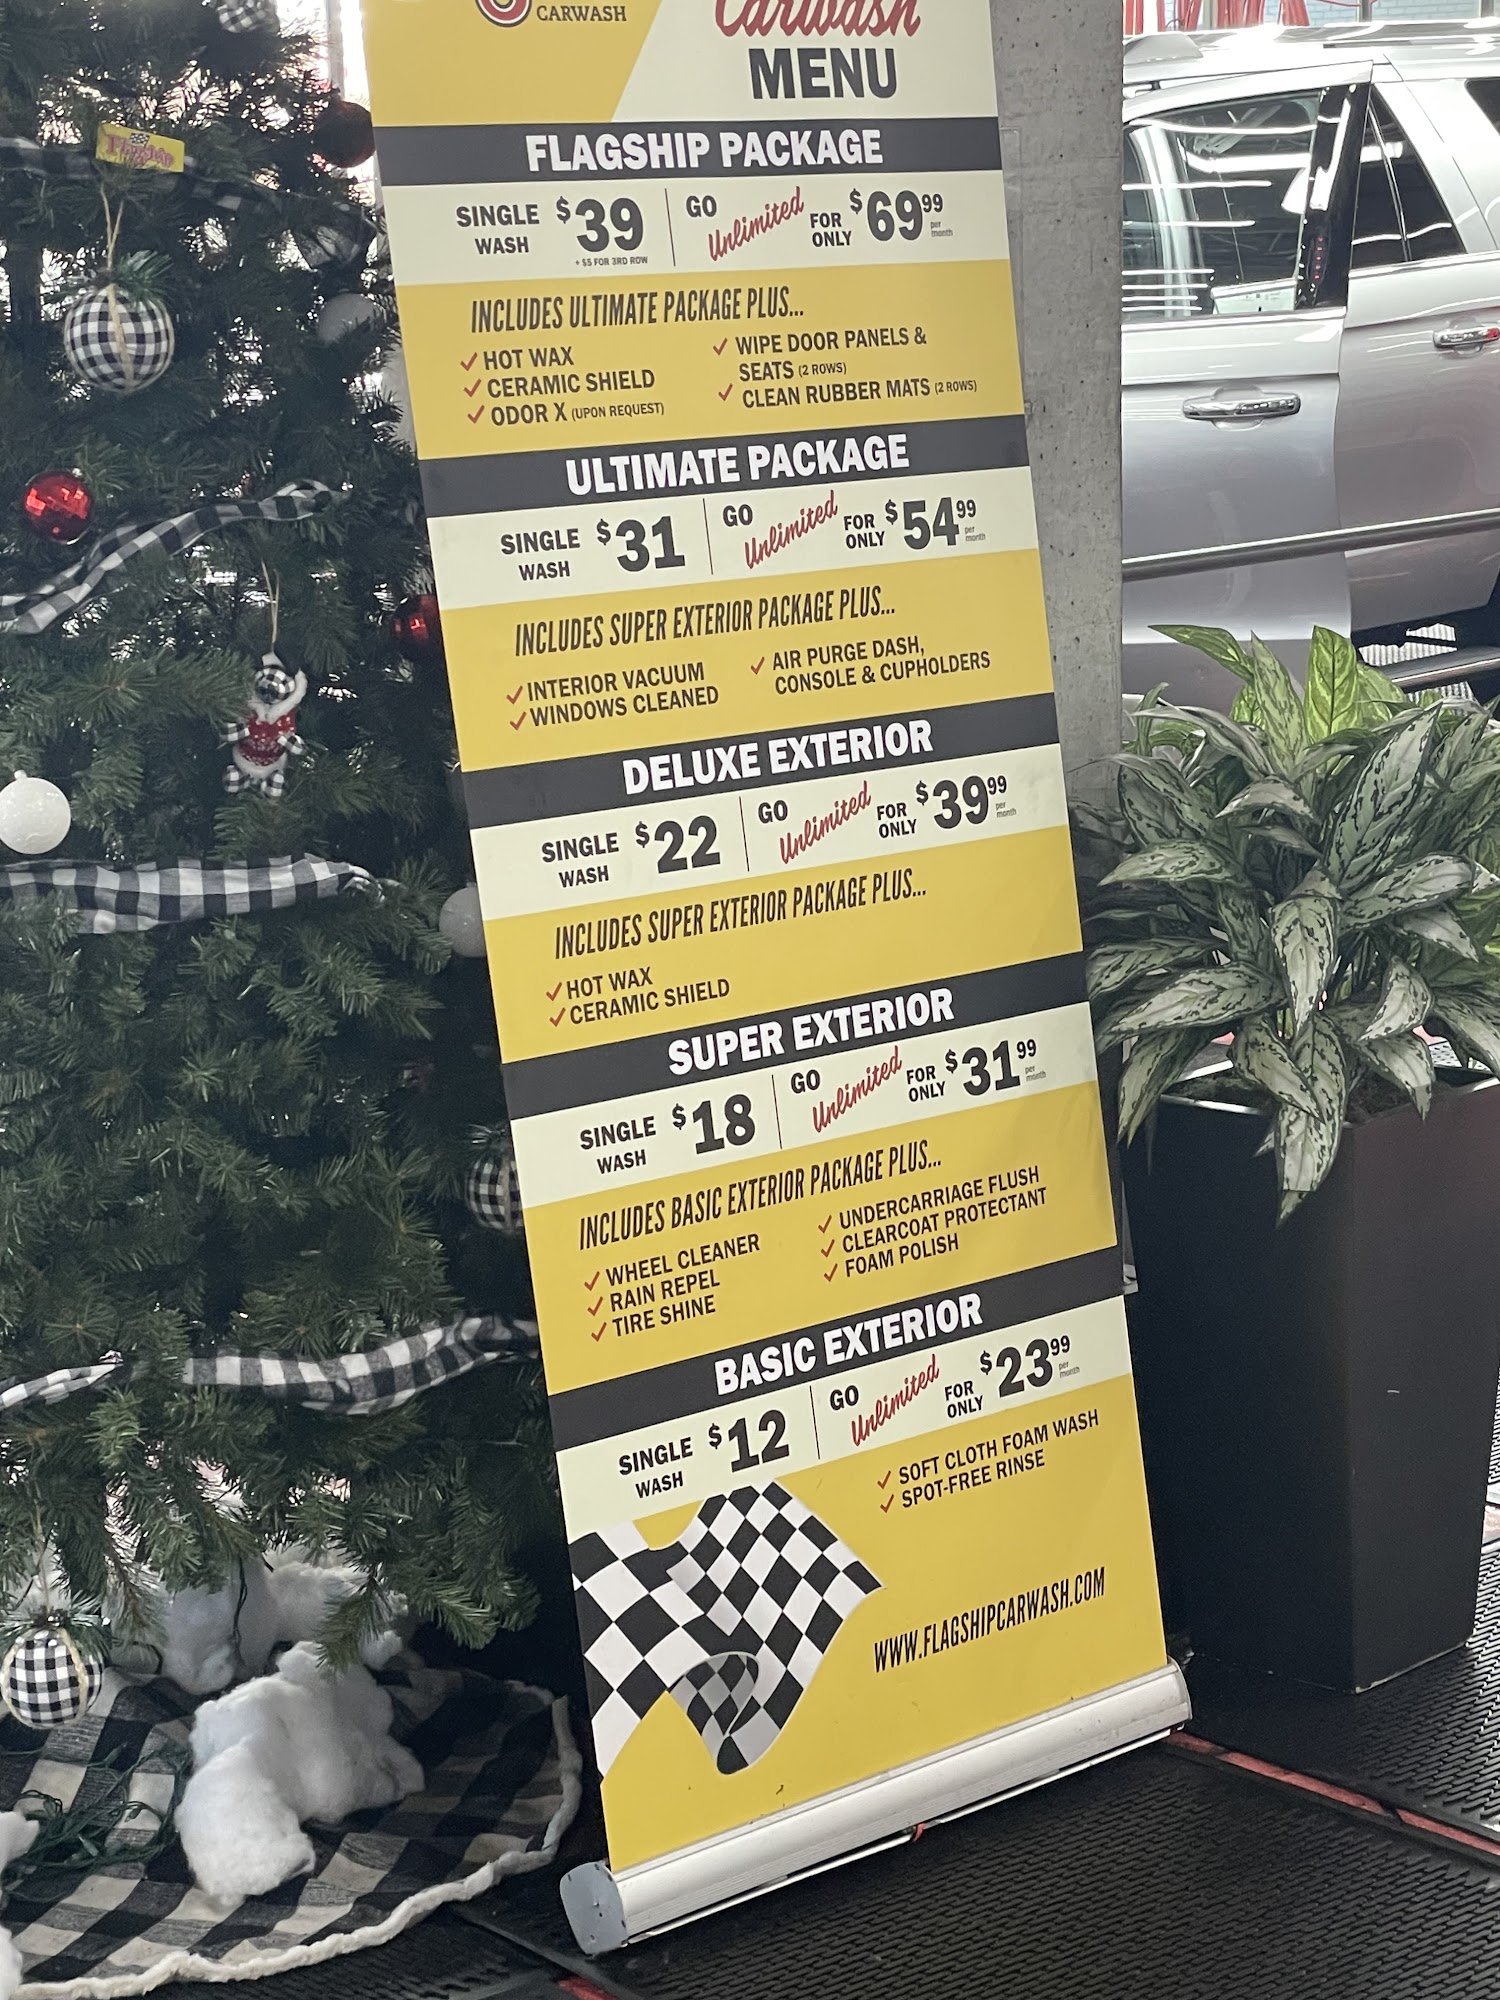 CARWASH
Carwash
MENU
FLAGSHIP PACKAGE
SINGLE WASH $39 GO Unlimited FOR ONLY $69.99 per month
+ $5 FOR 3RD ROW
INCLUDES ULTIMATE PACKAGE PLUS...
✓ HOT WAX
✓ CERAMIC SHIELD
✓ ODOR X (UPON REQUEST)
✓ WIPE DOOR PANELS &
SEATS (2 ROWS)
✓ CLEAN RUBBER MATS (2 ROWS)
ULTIMATE PACKAGE
SINGLE WASH $31 GO Unlimited FOR ONLY $54.99 per month
INCLUDES SUPER EXTERIOR PACKAGE PLUS...
✓ INTERIOR VACUUM
✓ WINDOWS CLEANED
✓ AIR PURGE DASH,
CONSOLE & CUPHOLDERS
DELUXE EXTERIOR
SINGLE WASH $22 GO Unlimited FOR ONLY $39.99 per month
INCLUDES SUPER EXTERIOR PACKAGE PLUS...
✓ HOT WAX
✓ CERAMIC SHIELD
SUPER EXTERIOR
SINGLE WASH $18 GO Unlimited FOR ONLY $31.99 per month
INCLUDES BASIC EXTERIOR PACKAGE PLUS...
✓ WHEEL CLEANER
✓ RAIN REPEL
✓ TIRE SHINE
✓ UNDERCARRIAGE FLUSH
✓ CLEARCOAT PROTECTANT
✓ FOAM POLISH
BASIC EXTERIOR
SINGLE WASH $12 GO Unlimited FOR ONLY $23.99 per month
✓ SOFT CLOTH FOAM WASH
✓ SPOT-FREE RINSE
WWW.FLAGSHIPCARWASH.COM